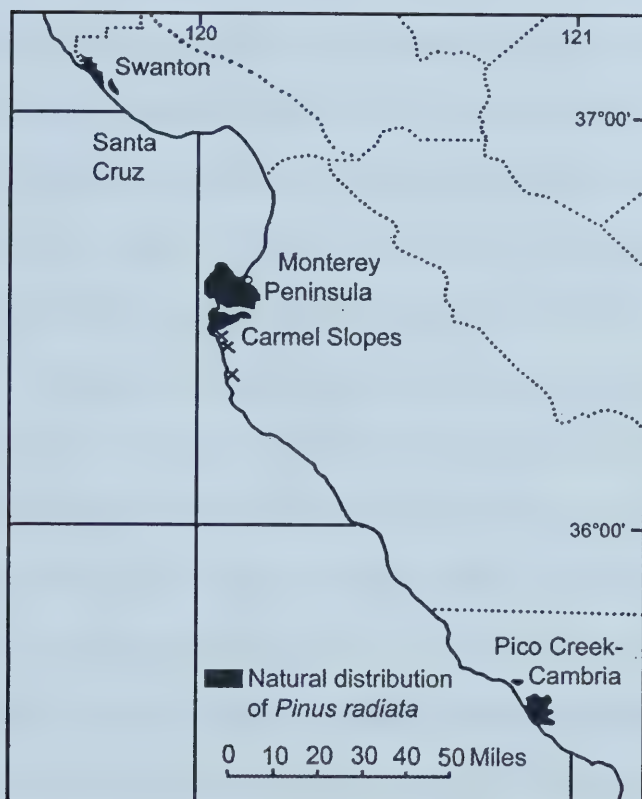 120
121
Swanton
37°00'
Santa
Cruz
Monterey
Peninsula
Carmel Slopes
36°00'
Pico Creek-
Cambria
Natural distribution
of Pinus radiata
0 10 20 30 40 50 Miles